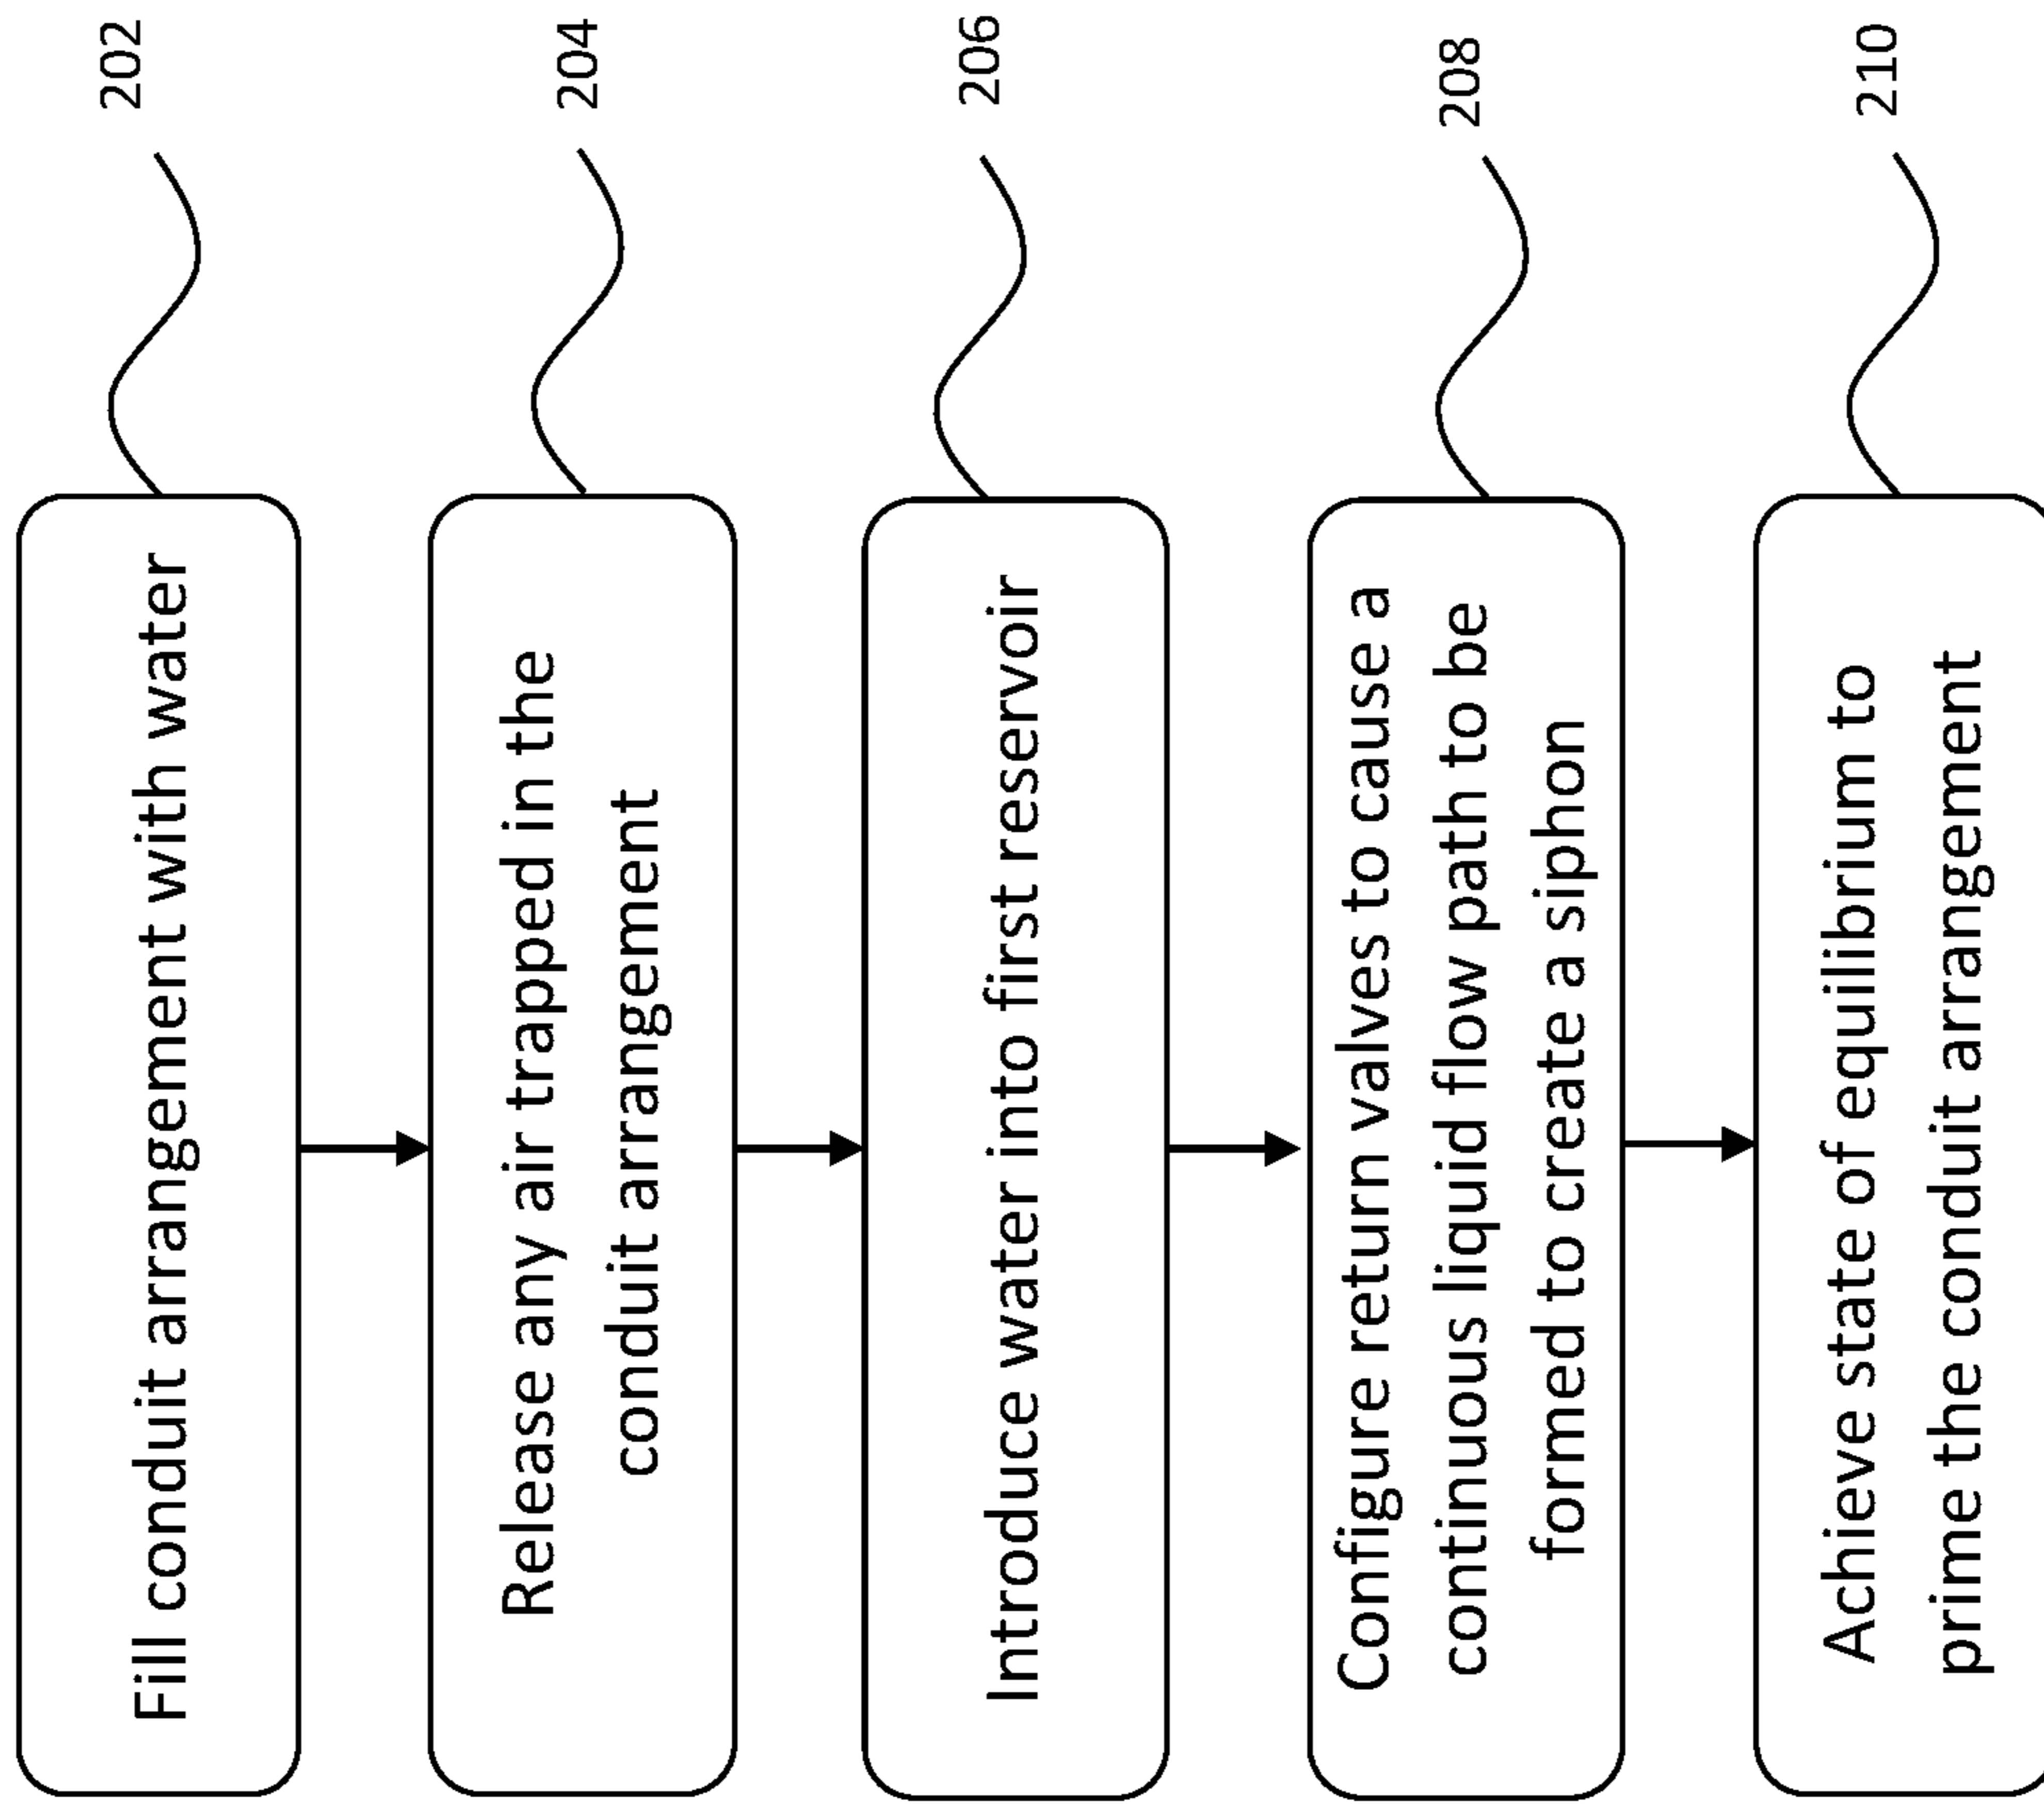 Fill conduit arrangement with water
202
Release any air trapped in the
conduit arrangement
204
Introduce water into first reservoir
206
Configure return valves to cause a
continuous liquid flow path to be
formed to create a siphon
208
Achieve state of equilibrium to
prime the conduit arrangement
210